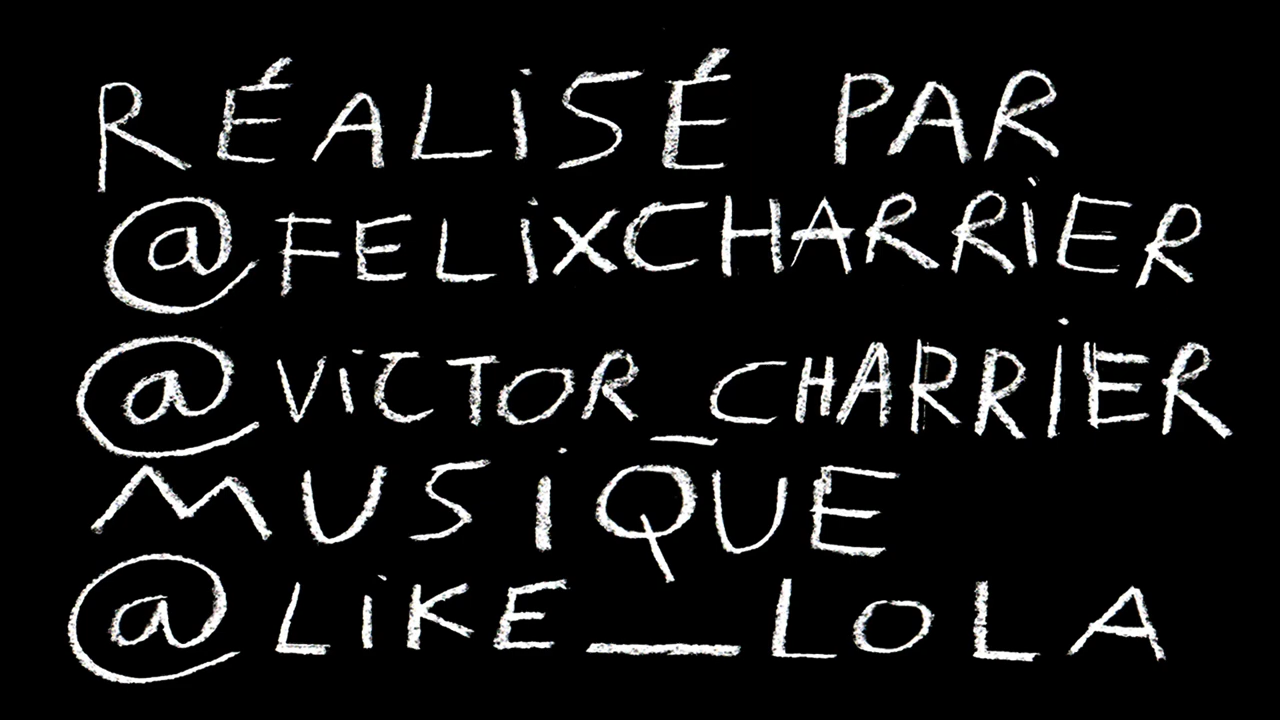 RÉALISÉ PAR
@FELiXCHARRiER
@ViCTOR_CHARRiER
MUSiQUE
@LiKE__LOLA